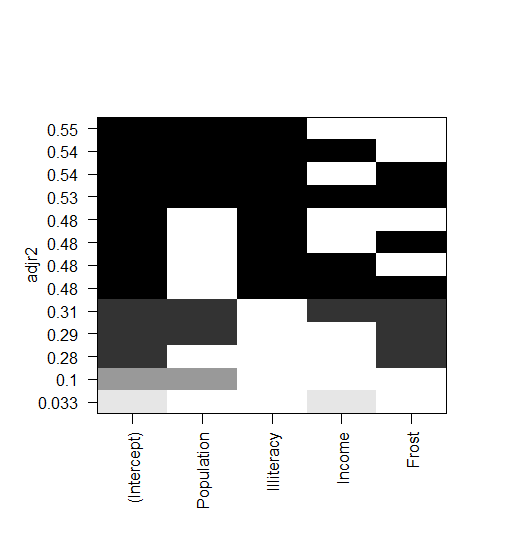 adjr2
0.55
0.54
0.54
0.53
0.48
0.48
0.48
0.48
0.31
0.29
0.28
0.1
0.033
(Intercept)
Population
Illiteracy
Income
Frost